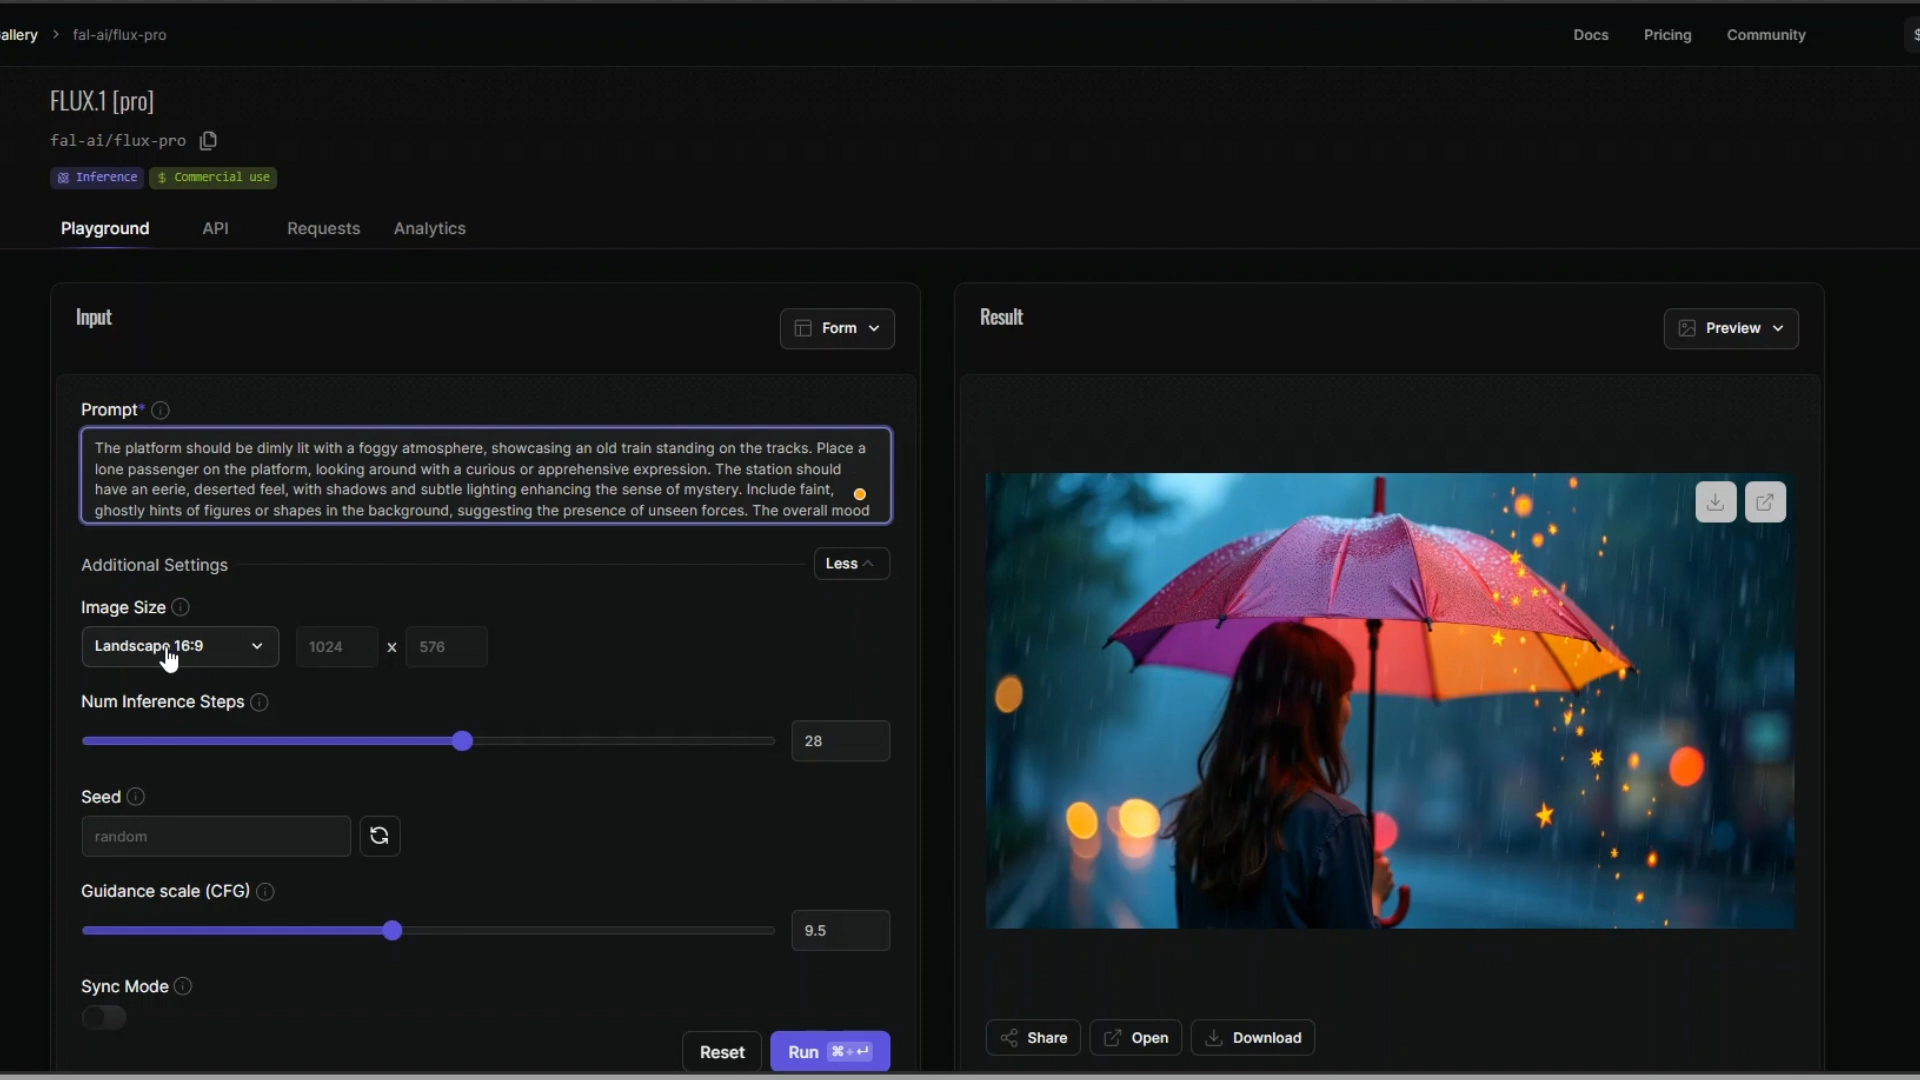 allery > fal-ai/flux-pro
Docs
Pricing
Community
$
FLUX.1 [pro]
fal-ai/flux-pro
Inference
$ Commercial use
Playground
API
Requests
Analytics
Input
Form
Result
Preview
Prompt*
The platform should be dimly lit with a foggy atmosphere, showcasing an old train standing on the tracks. Place a
lone passenger on the platform, looking around with a curious or apprehensive expression. The station should
have an eerie, deserted feel, with shadows and subtle lighting enhancing the sense of mystery. Include faint,
ghostly hints of figures or shapes in the background, suggesting the presence of unseen forces. The overall mood
Additional Settings
Less
Image Size
Landscape 16:9
1024 x 576
Num Inference Steps
28
Seed
random
Guidance scale (CFG)
9.5
Sync Mode
Reset
Run ⌘+↵
Share
Open
Download